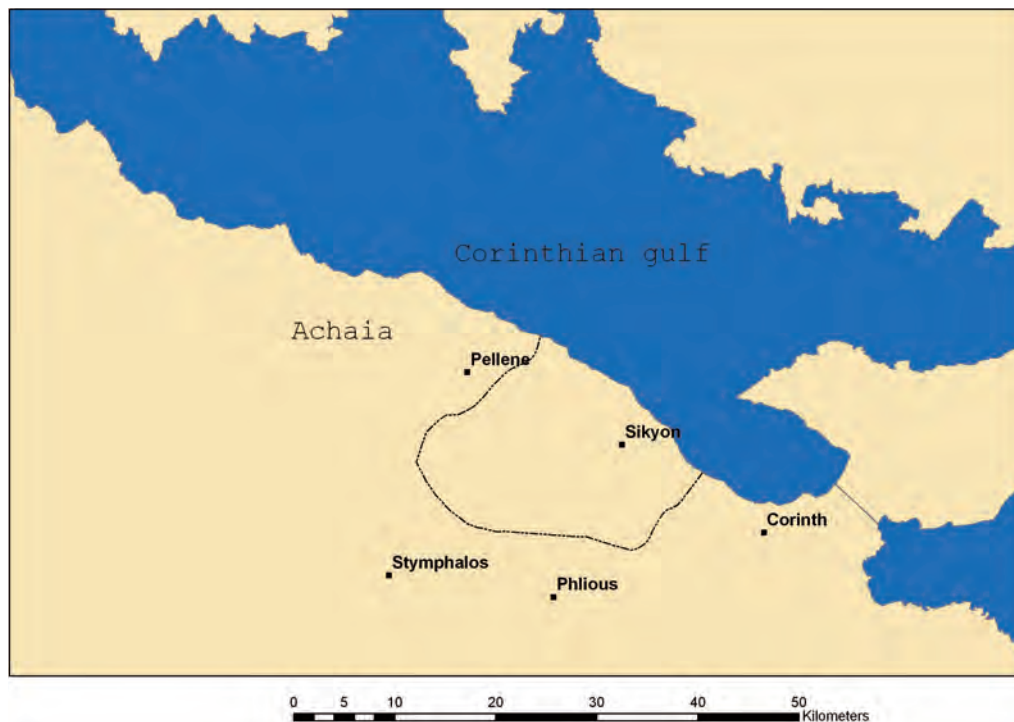 Corinthian gulf
Achaia
Pellene
Sikyon
Corinth
Stymphalos
Phlious
0 5 10 20 30 40 50
Kilometers